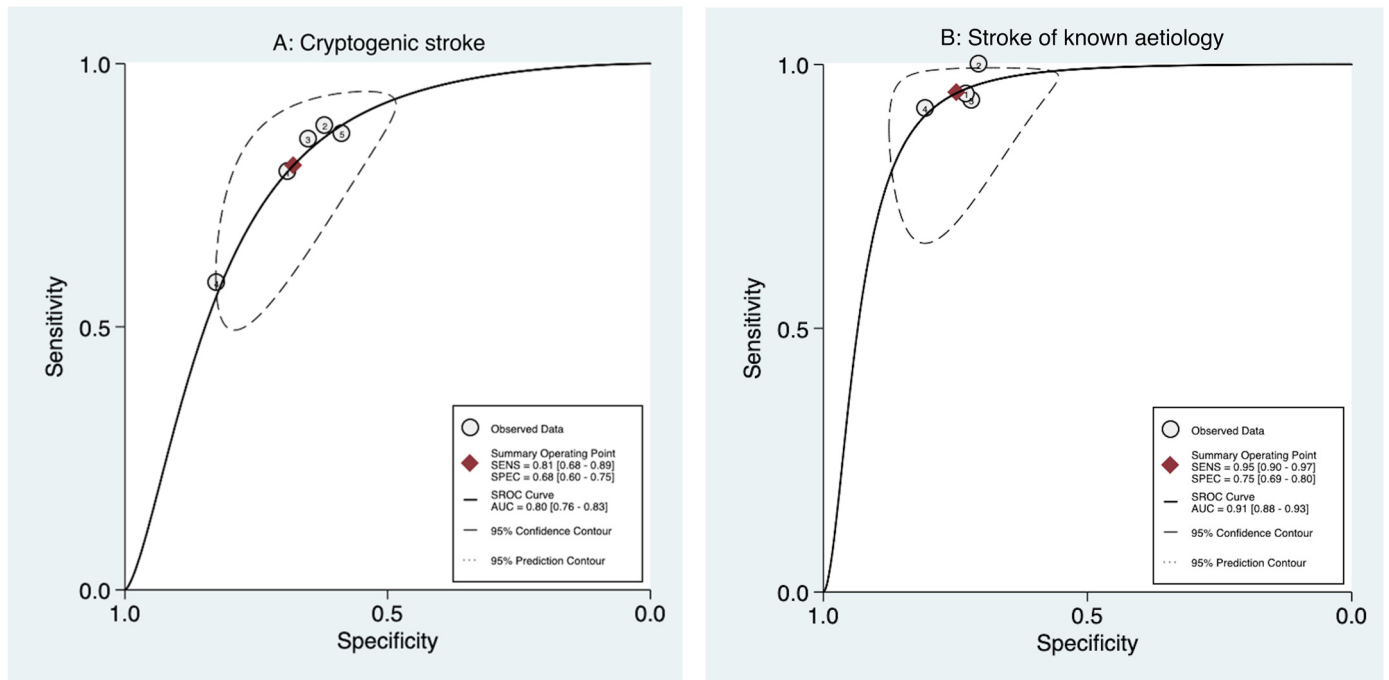 A: Cryptogenic stroke
1.0
0.5
0.0
Sensitivity
2
3
5
1.0
0.5
0.0
Specificity
Observed Data
Summary Operating Point
SENS = 0.81 [0.68 - 0.89]
SPEC = 0.68 [0.60 - 0.75]
SROC Curve
AUC = 0.80 [0.76 - 0.83]
95% Confidence Contour
95% Prediction Contour
B: Stroke of known aetiology
1.0
0.5
0.0
Sensitivity
2
1
3
4
1.0
0.5
0.0
Specificity
Observed Data
Summary Operating Point
SENS = 0.95 [0.90 - 0.97]
SPEC = 0.75 [0.69 - 0.80]
SROC Curve
AUC = 0.91 [0.88 - 0.93]
95% Confidence Contour
95% Prediction Contour